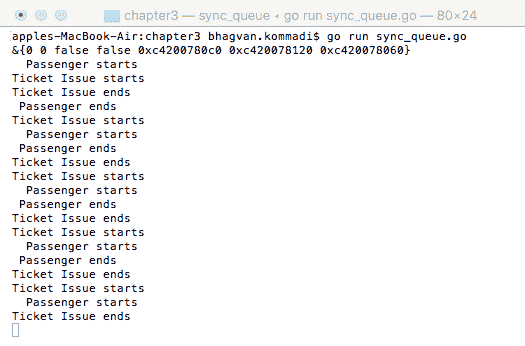 chapter3 — sync_queue • go run sync_queue.go — 80×24
apples-MacBook-Air:chapter3 bhagvan.kommadi$ go run sync_queue.go
&{0 0 false false 0xc4200780c0 0xc420078120 0xc420078060}
Passenger starts
Ticket Issue starts
Ticket Issue ends
Passenger ends
Ticket Issue starts
Passenger starts
Passenger ends
Ticket Issue ends
Ticket Issue starts
Passenger starts
Passenger ends
Ticket Issue ends
Ticket Issue starts
Passenger starts
Passenger ends
Ticket Issue ends
Ticket Issue starts
Passenger starts
Ticket Issue ends